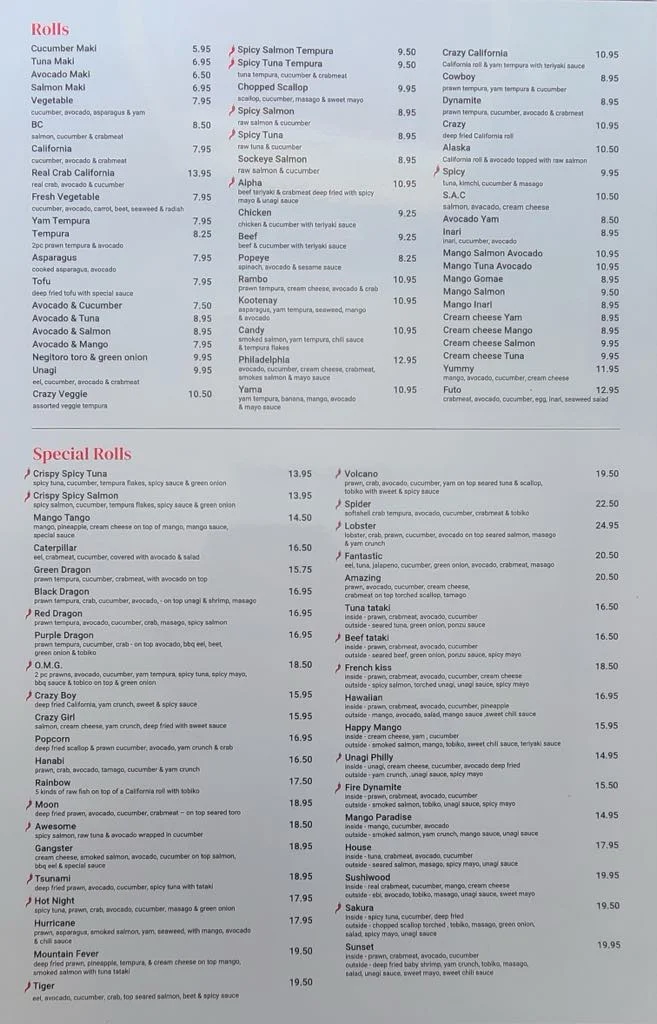 Rolls
Cucumber Maki 5.95
Tuna Maki 6.95
Avocado Maki 6.50
Salmon Maki 6.95
Vegetable 7.95
cucumber, avocado, asparagus & yam
BC 8.50
salmon, cucumber & crabmeat
California 7.95
cucumber, avocado & crabmeat
Real Crab California 13.95
real crab, avocado & cucumber
Fresh Vegetable 7.95
cucumber, avocado, carrot, beet, seaweed & radish
Yam Tempura 7.95
Tempura 8.25
2pc prawn tempura & avocado
Asparagus 7.95
cooked asparagus, avocado
Tofu 7.95
deep fried tofu with special sauce
Avocado & Cucumber 7.50
Avocado & Tuna 8.95
Avocado & Salmon 8.95
Avocado & Mango 7.95
Negitoro toro & green onion 9.95
Unagi 9.95
eel, cucumber, avocado & crabmeat
Crazy Veggie 10.50
assorted veggie tempura
Spicy Salmon Tempura 9.50
Spicy Tuna Tempura 9.50
tuna tempura, cucumber & crabmeat
Chopped Scallop 9.95
scallop, cucumber, masago & sweet mayo
Spicy Salmon 8.95
raw salmon & cucumber
Spicy Tuna 8.95
raw tuna & cucumber
Sockeye Salmon 8.95
raw salmon & cucumber
Alpha 10.95
beef teriyaki & crabmeat deep fried with spicy
mayo & unagi sauce
Chicken 9.25
chicken & cucumber with teriyaki sauce
Beef 9.25
beef & cucumber with teriyaki sauce
Popeye 8.25
spinach, avocado & sesame sauce
Rambo 10.95
prawn tempura, cream cheese, avocado & crab
Kootenay 10.95
asparagus, yam tempura, seaweed, mango
& avocado
Candy 10.95
smoked salmon, yam tempura, chili sauce
& tempura flakes
Philadelphia 12.95
avocado, cucumber, cream cheese, crabmeat,
smokes salmon & mayo sauce
Yama 10.95
yam tempura, banana, mango, avocado
& mayo sauce
Crazy California 10.95
California roll & yam tempura with teriyaki sauce
Cowboy 8.95
prawn tempura, yam tempura & cucumber
Dynamite 8.95
prawn tempura, cucumber, avocado & crabmeat
Crazy 10.95
deep fried California roll
Alaska 10.50
California roll & avocado topped with raw salmon
Spicy 9.95
tuna, kimchi, cucumber & masago
S.A.C 10.50
salmon, avacado, cream cheese
Avocado Yam 8.50
Inari 8.95
inari, cucumber, avocado
Mango Salmon Avocado 10.95
Mango Tuna Avocado 10.95
Mango Gomae 8.95
Mango Salmon 9.50
Mango Inari 8.95
Cream cheese Yam 8.95
Cream cheese Mango 8.95
Cream cheese Salmon 9.95
Cream cheese Tuna 9.95
Yummy 11.95
mango, avocado, cucumber, cream cheese
Futo 12.95
crabmeat, avocado, cucumber, egg, inari, seaweed salad
Special Rolls
Crispy Spicy Tuna 13.95
spicy tuna, cucumber, tempura flakes, spicy sauce & green onion
Crispy Spicy Salmon 13.95
spicy salmon, cucumber, tempura flakes, spicy sauce & green onion
Mango Tango 14.50
mango, pineapple, cream cheese on top of mango, mango sauce,
special sauce
Caterpillar 16.50
eel, crabmeat, cucumber, covered with avocado & salad
Green Dragon 15.75
prawn tempura, cucumber, crabmeat, with avocado on top
Black Dragon 16.95
prawn tempura, crab, cucumber, avocado, - on top unagi & shrimp, masago
Red Dragon 16.95
prawn tempura, avocado, cucumber, crab, masago, spicy salmon
Purple Dragon 16.95
prawn tempura, cucumber, crab - on top avocado, bbq eel, beet,
green onion & tobiko
O.M.G. 18.50
2 pc prawns, avocado, cucumber, yam tempura, spicy tuna, spicy mayo,
bbq sauce & tobico on top & green onion
Crazy Boy 15.95
deep fried California, yam crunch, sweet & spicy sauce
Crazy Girl 15.95
salmon, cream cheese, yam crunch, deep fried with sweet sauce
Popcorn 16.95
deep fried scallop & prawn cucumber, avocado, yam crunch & crab
Hanabi 16.50
prawn, crab, avocado, tamago, cucumber & yam crunch
Rainbow 17.50
5 kinds of raw fish on top of a California roll with tobiko
Moon 18.95
deep fried prawn, avocado, cucumber, crabmeat – on top seared toro
Awesome 18.50
spicy salmon, raw tuna & avocado wrapped in cucumber
Gangster 18.95
cream cheese, smoked salmon, avocado, cucumber on top salmon,
bbq eel & special sauce
Tsunami 18.95
deep fried prawn, avocado, cucumber, spicy tuna with tataki
Hot Night 17.95
spicy tuna, prawn, crab, avocado, cucumber, masago & green onion
Hurricane 17.95
prawn, asparagus, smoked salmon, yam, seaweed, with mango, avocado
& chili sauce
Mountain Fever 19.50
deep fried prawn, pineapple, tempura, & cream cheese on top mango,
smoked salmon with tuna tataki
Tiger 19.50
eel, avocado, cucumber, crab, top seared salmon, beet & spicy sauce
Volcano 19.50
prawn, crab, avocado, cucumber, yam on top seared tuna & scallop,
tobiko with sweet & spicy sauce
Spider 22.50
softshell crab tempura, avocado, cucumber, crabmeat & tobiko
Lobster 24.95
lobster, crab, prawn, cucumber, avocado on top seared salmon, masago
& yam crunch
Fantastic 20.50
eel, tuna, jalapeno, cucumber, green onion, avocado, crabmeat, masago
Amazing 20.50
prawn, avocado, cucumber, cream cheese,
crabmeat on top torched scallop, tamago
Tuna tataki 16.50
inside - prawn, crabmeat, avocado, cucumber
outside - seared tuna, green onion, ponzu sauce
Beef tataki 16.50
inside - prawn, crabmeat, avocado, cucumber
outside - seared beef, green onion, ponzu sauce, spicy mayo
French kiss 18.50
inside - prawn, crabmeat, avocado, cucumber, cream cheese
outside - spicy salmon, torched unagi, unagi sauce, spicy mayo
Hawaiian 16.95
inside - prawn, crabmeat, avocado, cucumber, pineapple
outside - mango, avocado, salad, mango sauce ,sweet chili sauce
Happy Mango 15.95
inside - cream cheese, yam , cucumber
outside - smoked salmon, mango, tobiko, sweet chili sauce, teriyaki sauce
Unagi Philly 14.95
inside - unagi, cream cheese, cucumber, avocado deep fried
outside - yam crunch, ,unagi sauce, spicy mayo
Fire Dynamite 15.50
inside - prawn, crabmeat, avocado, cucumber
outside - smoked salmon, tobiko, unagi sauce, spicy mayo
Mango Paradise 14.95
inside - mango, cucumber, avocado
outside - smoked salmon, yam crunch, mango sauce, unagi sauce
House 17.95
inside - tuna, crabmeat, avocado, cucumber
outside - seared salmon, masago, spicy mayo, unagi sauce
Sushiwood 19.95
inside - real crabmeat, cucumber, mango, cream cheese
outside - ebi, avocado, tobiko, masago, unagi sauce, sweet mayo
Sakura 19.50
inside - spicy tuna, cucumber, deep fried
outside - chopped scallop torched , tobiko, masago, green onion,
salad, spicy mayo, unagi sauce
Sunset 19.95
inside - prawn, crabmeat, avocado, cucumber
outside - deep fried baby shrimp, yam crunch, tobiko, masago,
salad, unagi sauce, sweet mayo, sweet chili sauce